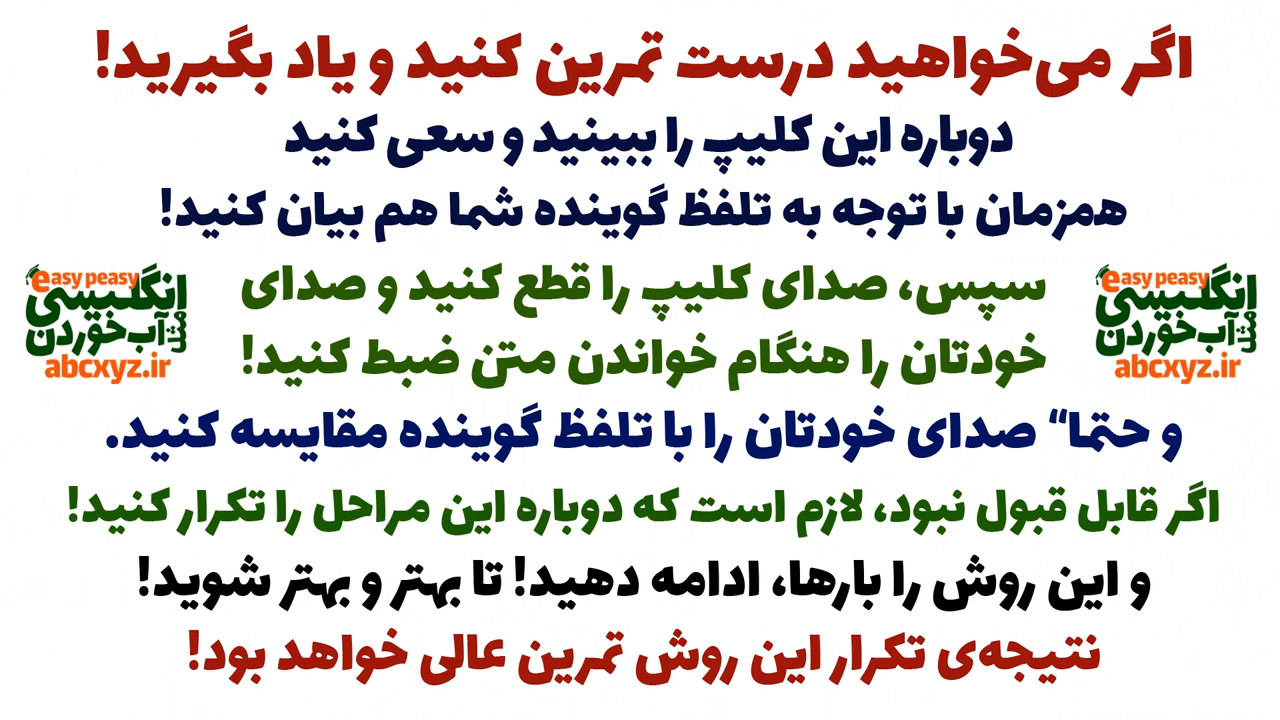 اگر می‌خواهید درست تمرین کنید و یاد بگیرید!
دوباره این کلیپ را ببینید و سعی کنید
همزمان با توجه به تلفظ گوینده شما هم بیان کنید!
سپس، صدای کلیپ را قطع کنید و صدای
خودتان را هنگام خواندن متن ضبط کنید!
و حتما“ صدای خودتان را با تلفظ گوینده مقایسه کنید.
اگر قابل قبول نبود، لازم است که دوباره این مراحل را تکرار کنید!
و این روش را بارها، ادامه دهید! تا بهتر و بهتر شوید!
نتیجه‌ی تکرار این روش تمرین عالی خواهد بود!
easy peasy
انگلیسی
مثل آب خوردن
abcxyz.ir
easy peasy
انگلیسی
مثل آب خوردن
abcxyz.ir